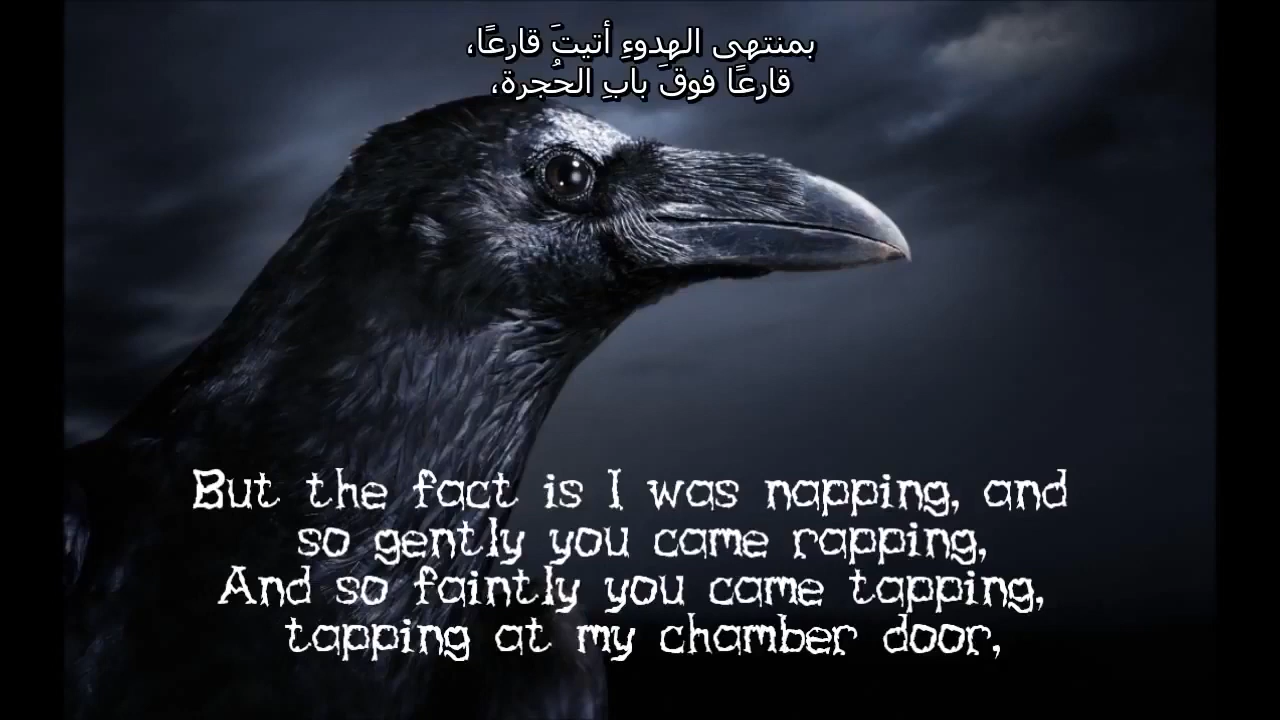 بمنتهى الهدوءِ أتيتَ قارعًا،
قارعًا فوقَ بابِ الحُجرة،
But the fact is I was napping, and
so gently you came rapping,
And so faintly you came tapping,
tapping at my chamber door,